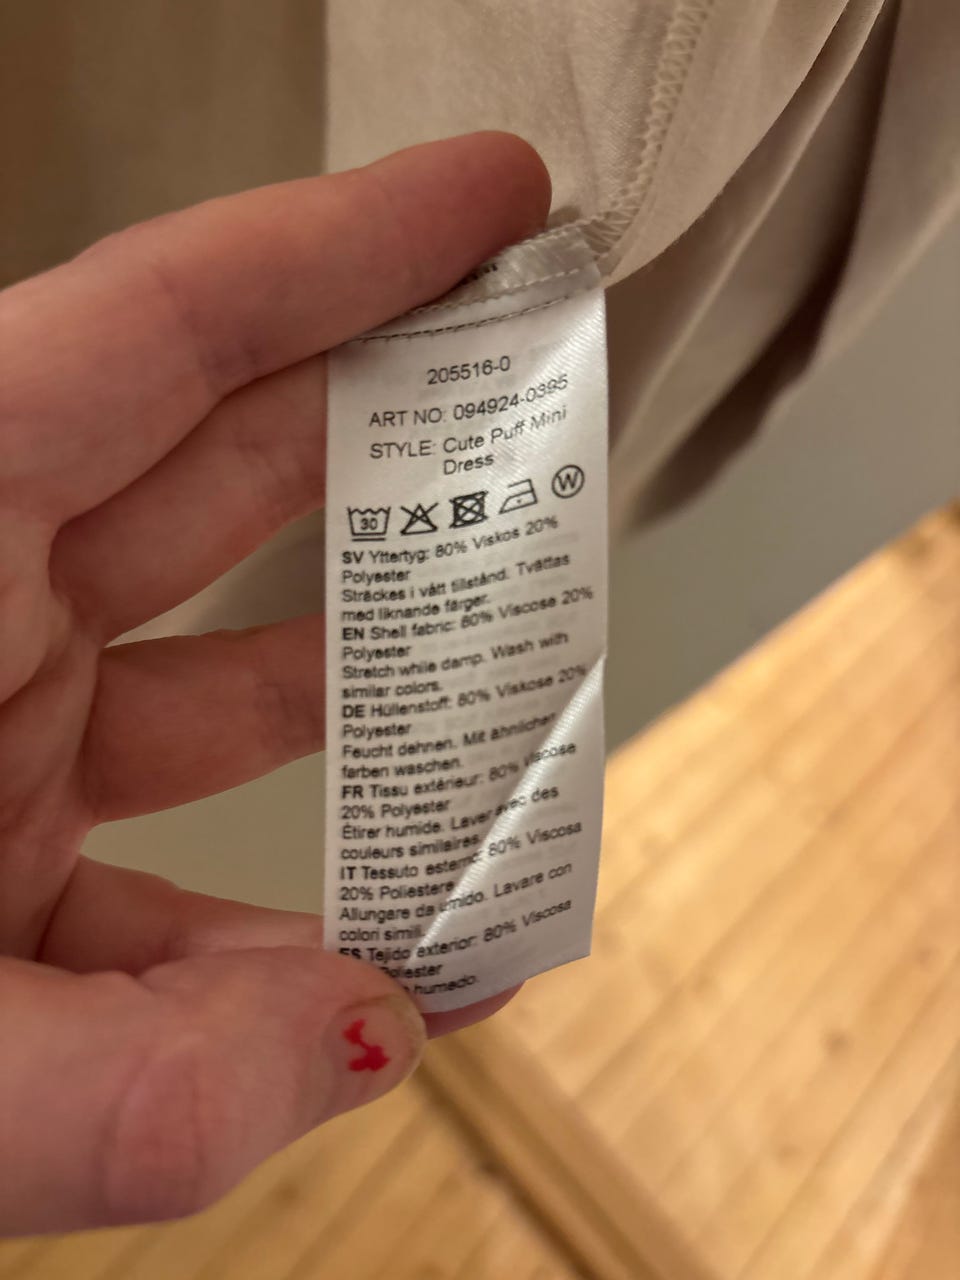 205516-0
ART NO: 094924-0395
STYLE: Cute Puff Mini
Dress
30 W
SV Yttertyg: 80% Viskos 20%
Polyester
Sträckes i vått tillstånd. Tvättas
med liknande färger.
EN Shell fabric: 80% Viscose 20%
Polyester
Stretch while damp. Wash with
similar colors.
DE Hüllenstoff: 80% Viskose 20%
Polyester
Feucht dehnen. Mit ähnlichen
farben waschen.
FR Tissu extérieur: 80% Viscose
20% Polyester
Étirer humide. Laver avec des
couleurs similaires.
IT Tessuto esterno: 80% Viscosa
20% Poliestere
Allungare da umido. Lavare con
colori simili.
ES Tejido exterior: 80% Viscosa
Poliester
humedo.